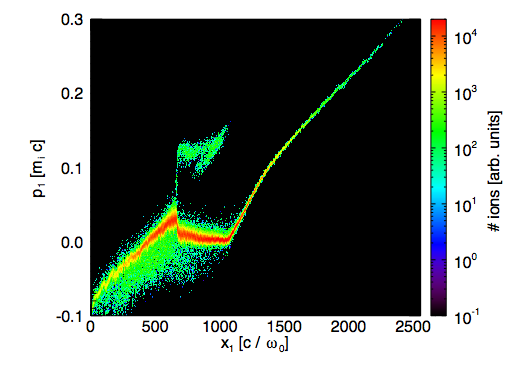 0.3
0.2
0.1
0.0
-0.1
p₁ [mᵢ c]
0 500 1000 1500 2000 2500
x₁ [c / ω₀]
10⁴
10³
10²
10¹
10⁰
10⁻¹
# ions [arb. units]